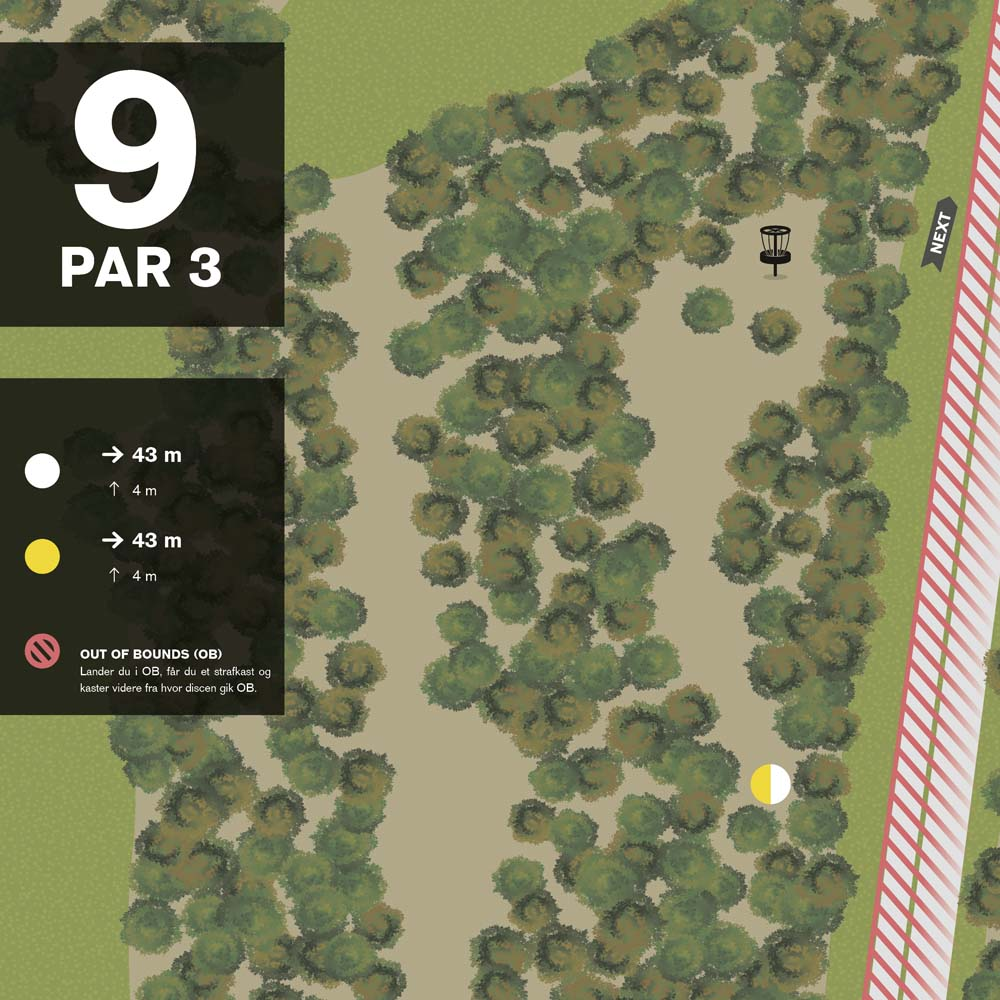 9
PAR 3
→ 43 m
↑ 4 m
→ 43 m
↑ 4 m
OUT OF BOUNDS (OB)
Lander du i OB, får du et strafkast og
kaster videre fra hvor discen gik OB.
NEXT